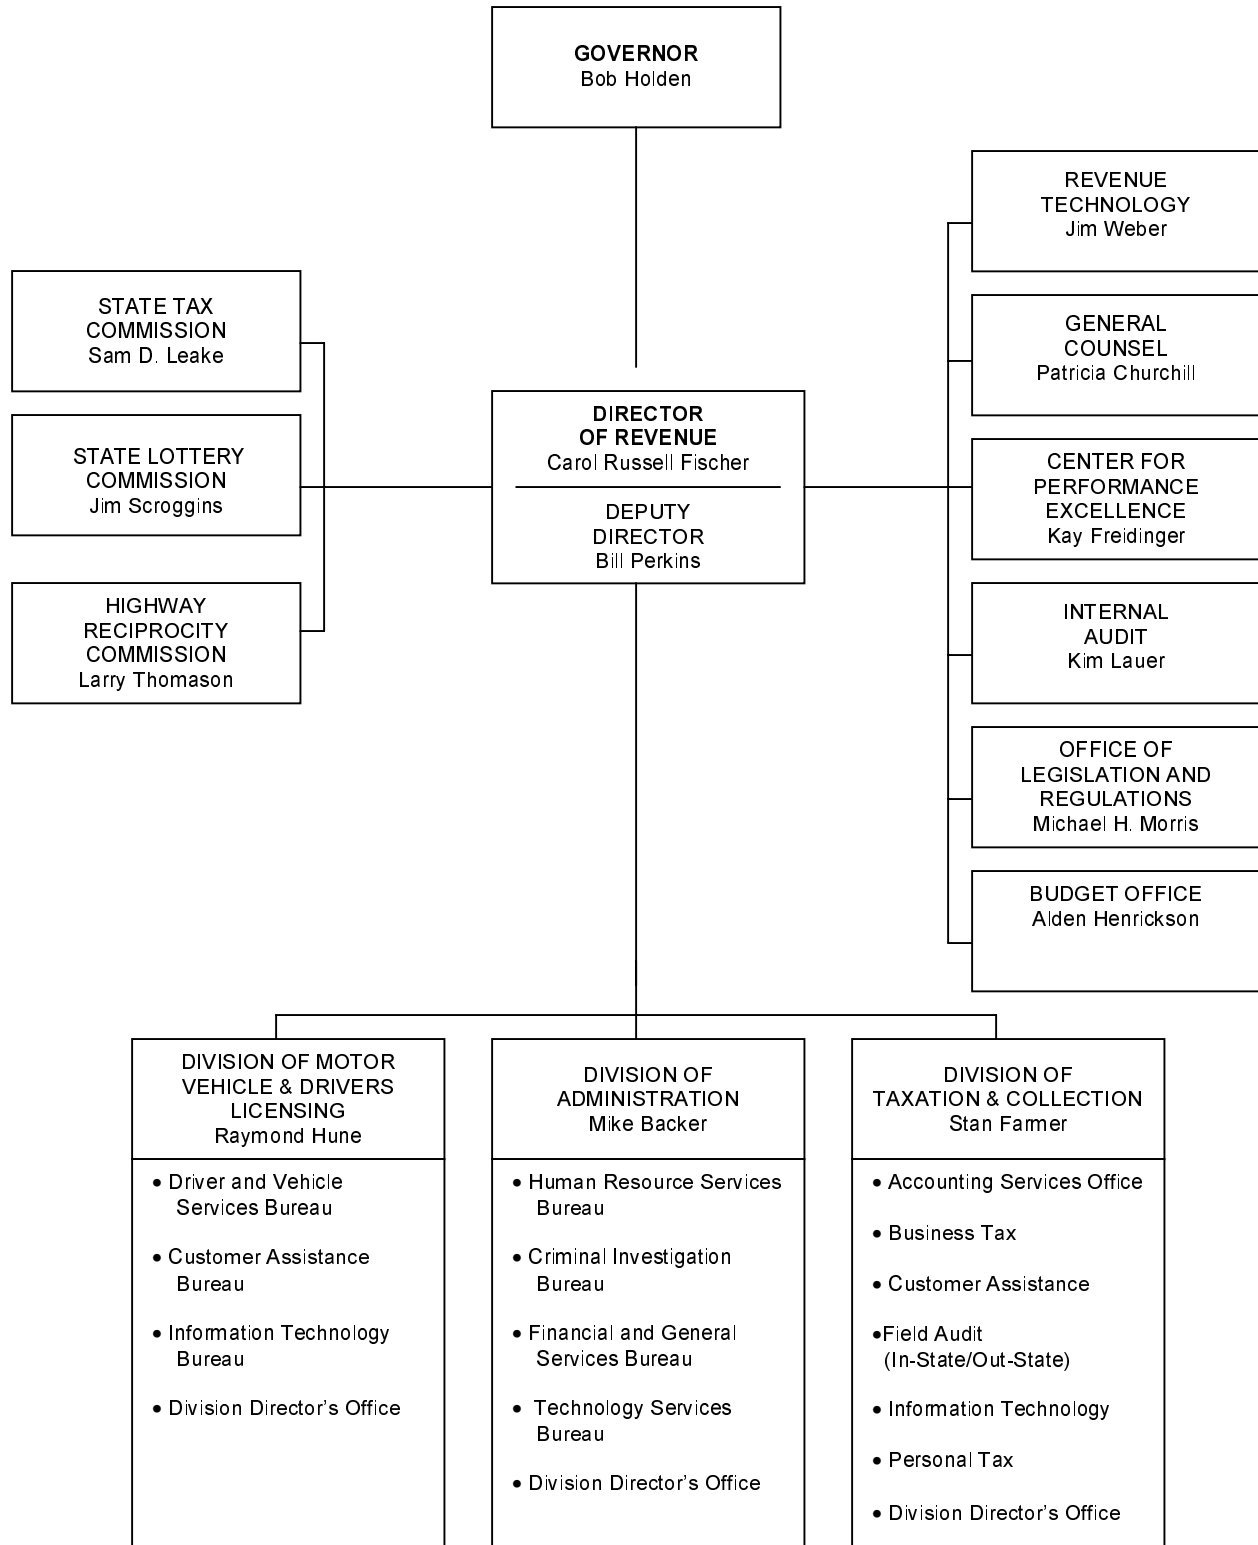 GOVERNOR
Bob Holden
REVENUE
TECHNOLOGY
Jim Weber
STATE TAX
COMMISSION
Sam D. Leake
GENERAL
COUNSEL
Patricia Churchill
DIRECTOR
OF REVENUE
Carol Russell Fischer
DEPUTY
DIRECTOR
Bill Perkins
STATE LOTTERY
COMMISSION
Jim Scroggins
CENTER FOR
PERFORMANCE
EXCELLENCE
Kay Freidinger
HIGHWAY
RECIPROCITY
COMMISSION
Larry Thomason
INTERNAL
AUDIT
Kim Lauer
OFFICE OF
LEGISLATION AND
REGULATIONS
Michael H. Morris
BUDGET OFFICE
Alden Henrickson
DIVISION OF MOTOR
VEHICLE & DRIVERS
LICENSING
Raymond Hune
• Driver and Vehicle
Services Bureau
• Customer Assistance
Bureau
• Information Technology
Bureau
• Division Director's Office
DIVISION OF
ADMINISTRATION
Mike Backer
• Human Resource Services
Bureau
• Criminal Investigation
Bureau
• Financial and General
Services Bureau
• Technology Services
Bureau
• Division Director's Office
DIVISION OF
TAXATION & COLLECTION
Stan Farmer
• Accounting Services Office
• Business Tax
• Customer Assistance
•Field Audit
(In-State/Out-State)
• Information Technology
• Personal Tax
• Division Director's Office